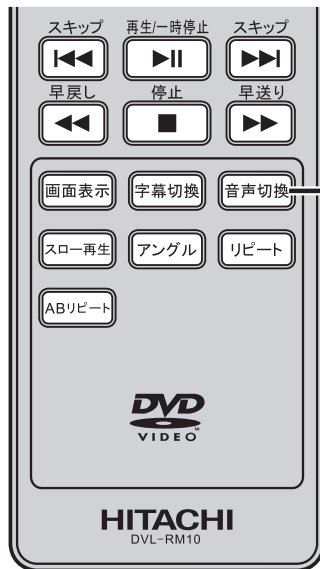 スキップ 再生/一時停止 スキップ
早戻し 停止 早送り
画面表示 字幕切換 音声切換
スロー再生 アングル リピート
ABリピート
DVD
VIDEO
HITACHI
DVL-RM10